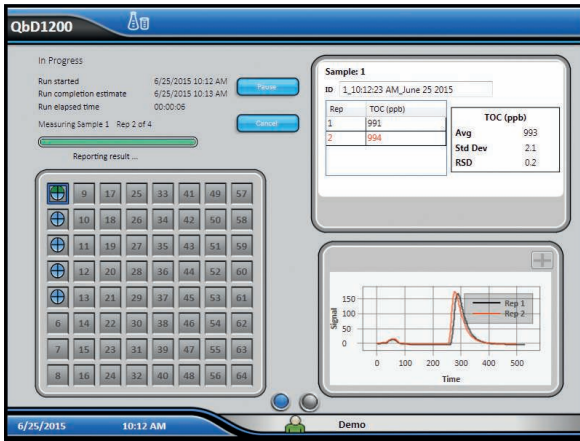 QbD1200
In Progress
Run started 6/25/2015 10:12 AM
Run completion estimate 6/25/2015 10:13 AM
Run elapsed time 00:00:06
Pause
Measuring Sample 1 Rep 2 of 4
Cancel
Reporting result ...
9 17 25 33 41 49 57
10 18 26 34 42 50 58
11 19 27 35 43 51 59
12 20 28 36 44 52 60
13 21 29 37 45 53 61
6 14 22 30 38 46 54 62
7 15 23 31 39 47 55 63
8 16 24 32 40 48 56 64
Sample: 1
ID 1_10:12:23 AM_June 25 2015
Rep TOC (ppb)
1 991
2 994
TOC (ppb)
Avg 993
Std Dev 2.1
RSD 0.2
Signal
150
100
50
0
Rep 1
Rep 2
0 100 200 300 400 500
Time
6/25/2015 10:12 AM Demo